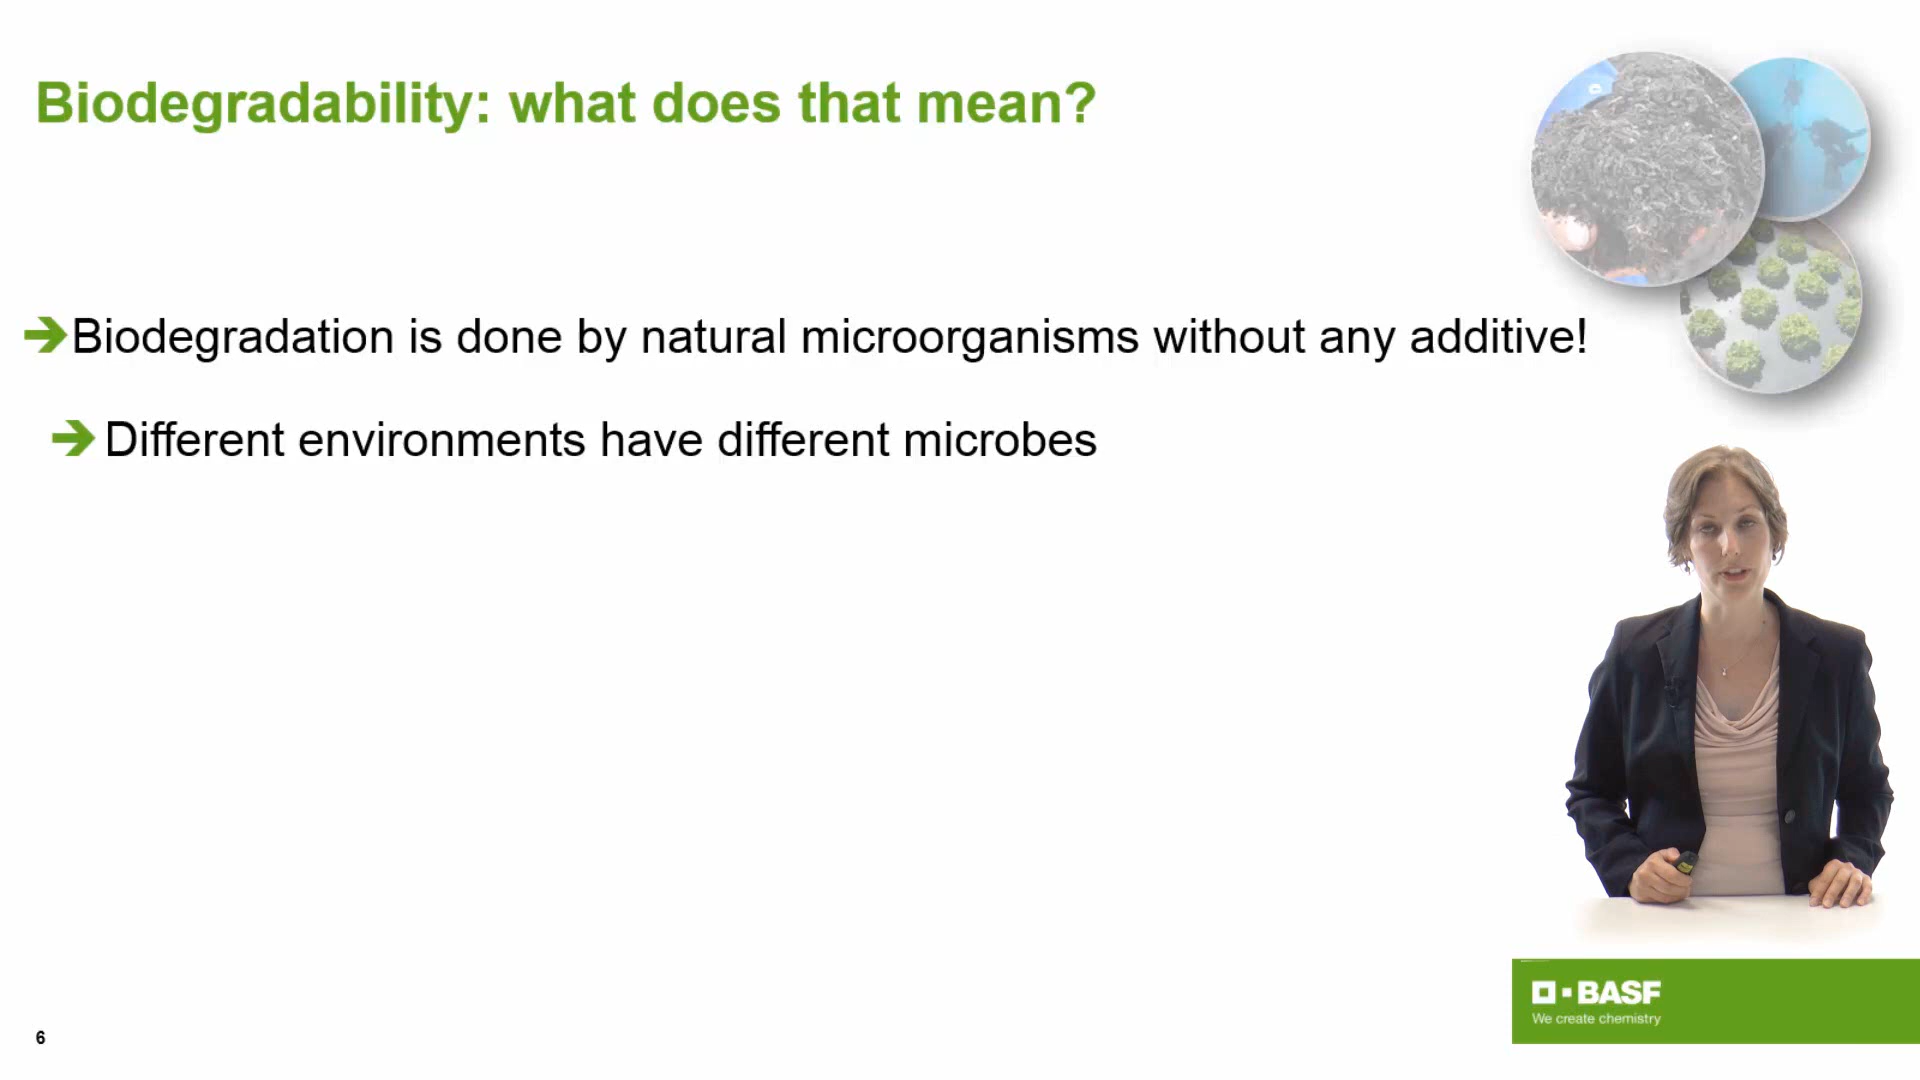 Biodegradability: what does that mean?
Biodegradation is done by natural microorganisms without any additive!
Different environments have different microbes
BASF
We create chemistry
6